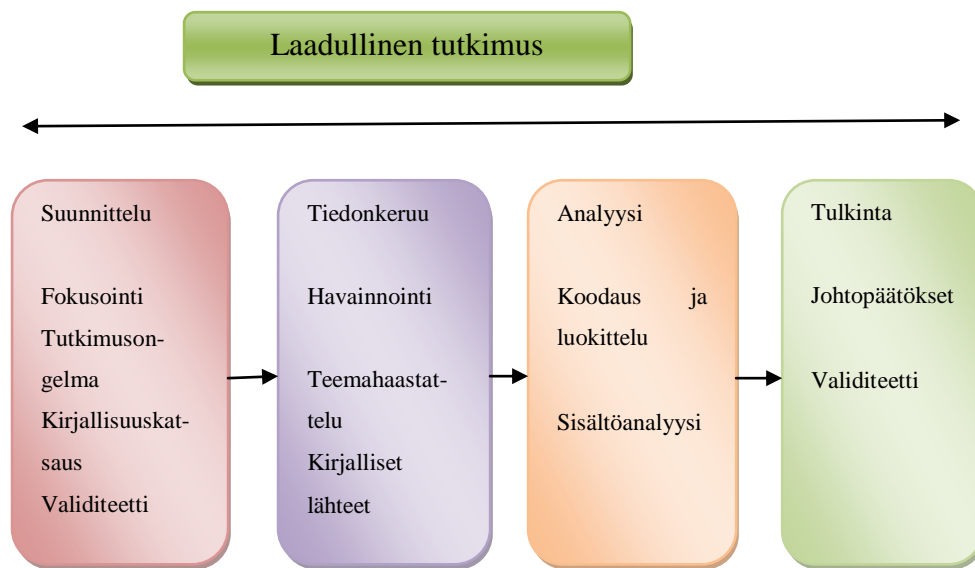 Laadullinen tutkimus
Suunnittelu
Fokusointi
Tutkimuson-
gelma
Kirjallisuuskat-
saus
Validiteetti
Tiedonkeruu
Havainnointi
Teemahaastat-
telu
Kirjalliset
lähteet
Analyysi
Koodaus ja
luokittelu
Sisältöanalyysi
Tulkinta
Johtopäätökset
Validiteetti